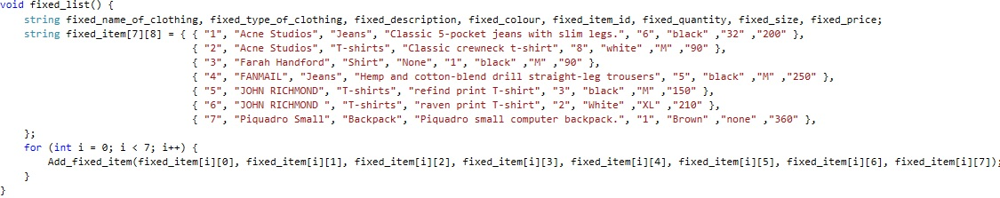 void fixed_list() {
    string fixed_name_of_clothing, fixed_type_of_clothing, fixed_description, fixed_colour, fixed_item_id, fixed_quantity, fixed_size, fixed_price;
    string fixed_item[7][8] = { { "1", "Acne Studios", "Jeans", "Classic 5-pocket jeans with slim legs.", "6", "black" ,"32" ,"200" },
                                { "2", "Acne Studios", "T-shirts", "Classic crewneck t-shirt", "8", "white" ,"M" ,"90" },
                                { "3", "Farah Handford", "Shirt", "None", "1", "black" ,"M" ,"90" },
                                { "4", "FANMAIL", "Jeans", "Hemp and cotton-blend drill straight-leg trousers", "5", "black" ,"M" ,"250" },
                                { "5", "JOHN RICHMOND", "T-shirts", "refind print T-shirt", "3", "black" ,"M" ,"150" },
                                { "6", "JOHN RICHMOND ", "T-shirts", "raven print T-shirt", "2", "White" ,"XL" ,"210" },
                                { "7", "Piquadro Small", "Backpack", "Piquadro small computer backpack.", "1", "Brown" ,"none" ,"360" },
    };
    for (int i = 0; i < 7; i++) {
        Add_fixed_item(fixed_item[i][0], fixed_item[i][1], fixed_item[i][2], fixed_item[i][3], fixed_item[i][4], fixed_item[i][5], fixed_item[i][6], fixed_item[i][7]);
    }
}